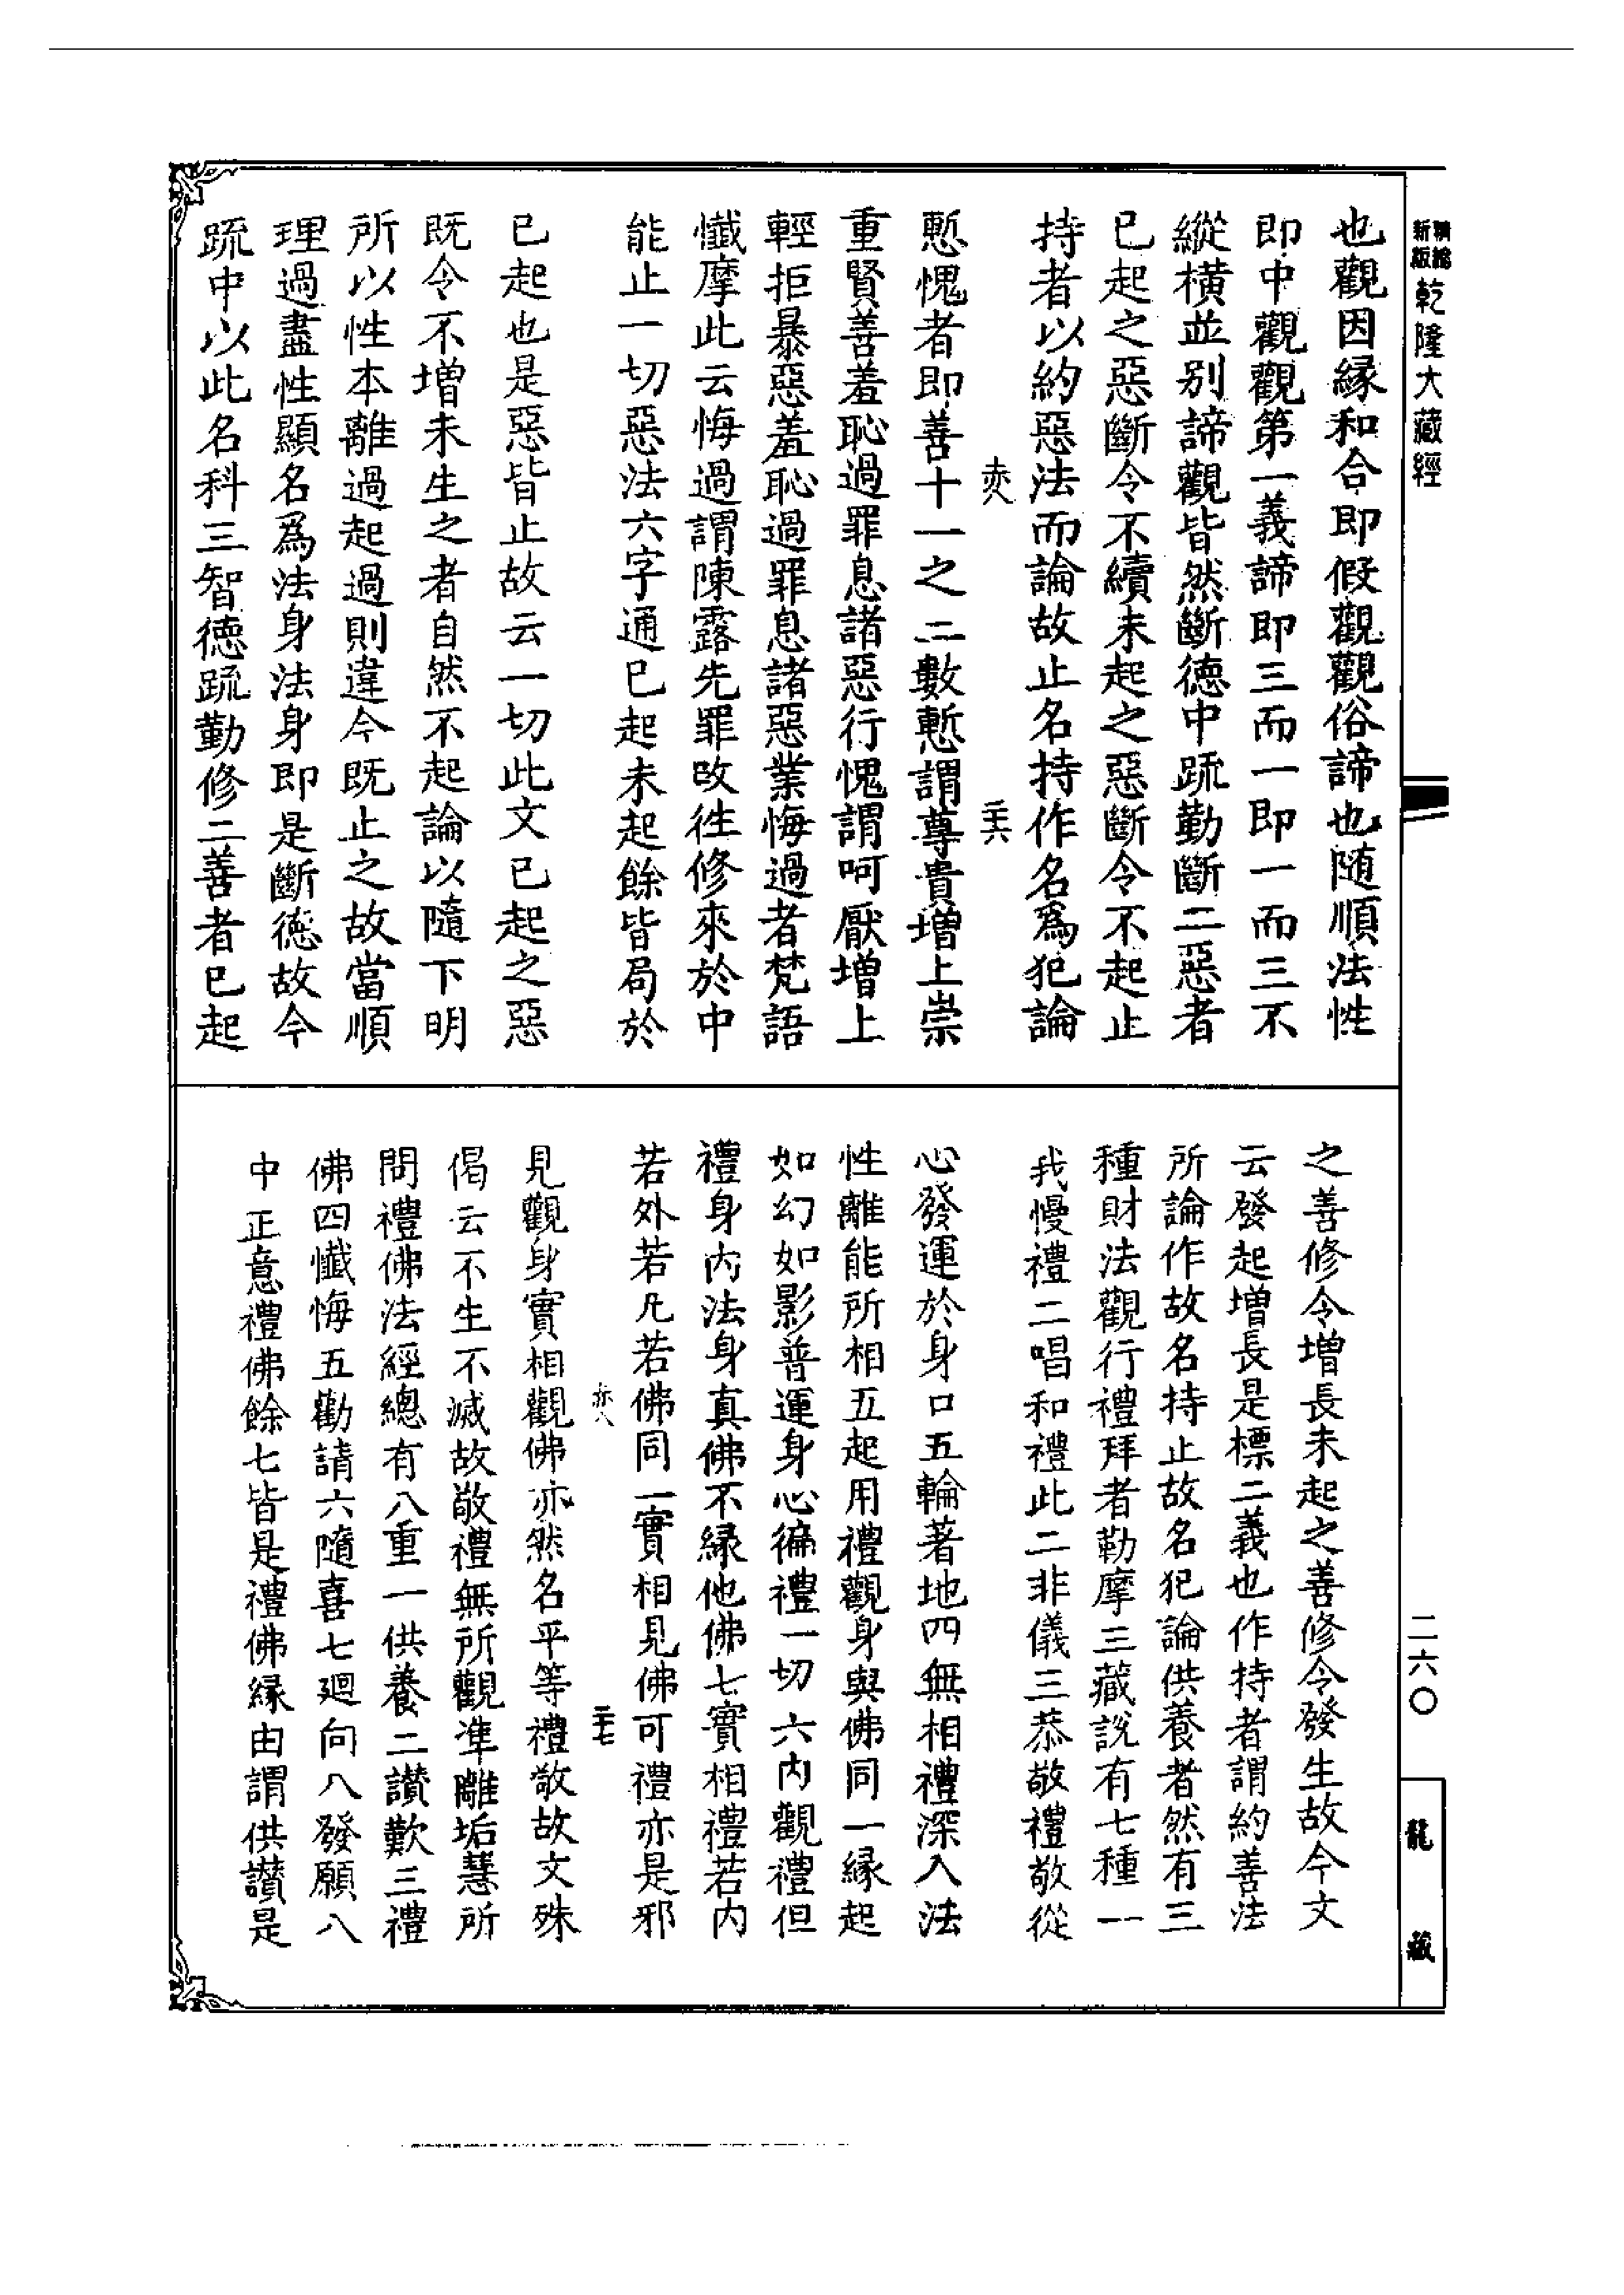 精編
新版
乾隆大藏經
也觀因緣和合即假觀觀俗諦也随順法性
即中觀觀第一義諦即三而一即一而三不
縱橫並别諦觀皆然斷德中疏勤斷二惡者
已起之惡斷令不續未起之惡斷令不起止
持者以約惡法而論故止名持作名爲犯論
赤八
二十六
慙愧者即善十一之二數慙謂尊貴增上崇
重賢善羞恥過罪息諸惡行愧謂呵厭增上
輕拒暴惡羞恥過罪息諸惡業悔過者梵語
懺摩此云悔過謂陳露先罪改徃修來於中
能止一切惡法六字通已起未起餘皆局於
已起也是惡皆止故云一切此文已起之惡
既令不增未生之者自然不起論以隨下明
所以性本離過起過則違今既止之故當順
理過盡性顯名爲法身法身即是斷德故今
疏中以此名科三智德疏勤修二善者已起
之善修令增長未起之善修令發生故今文
云發起增長是標二義也作持者謂約善法
所論作故名持止故名犯論供養者然有三
種財法觀行禮拜者勒摩三藏說有七種一
我慢禮二唱和禮此二非儀三恭敬禮敬從
心發運於身口五輪著地四無相禮深入法
性離能所相五起用禮觀身與佛同一緣起
如幻如影普運身心徧禮一切六内觀禮但
禮身内法身真佛不緣他佛七實相禮若内
若外若凡若佛同一實相見佛可禮亦是邪
赤八
二十七
見觀身實相觀佛亦然名平等禮敬故文殊
偈云不生不滅故敬禮無所觀準離垢慧所
問禮佛法經總有八重一供養二讃歎三禮
佛四懺悔五勸請六隨喜七廻向八發願八
中正意禮佛餘七皆是禮佛緣由謂供讃是
二六〇
龍藏